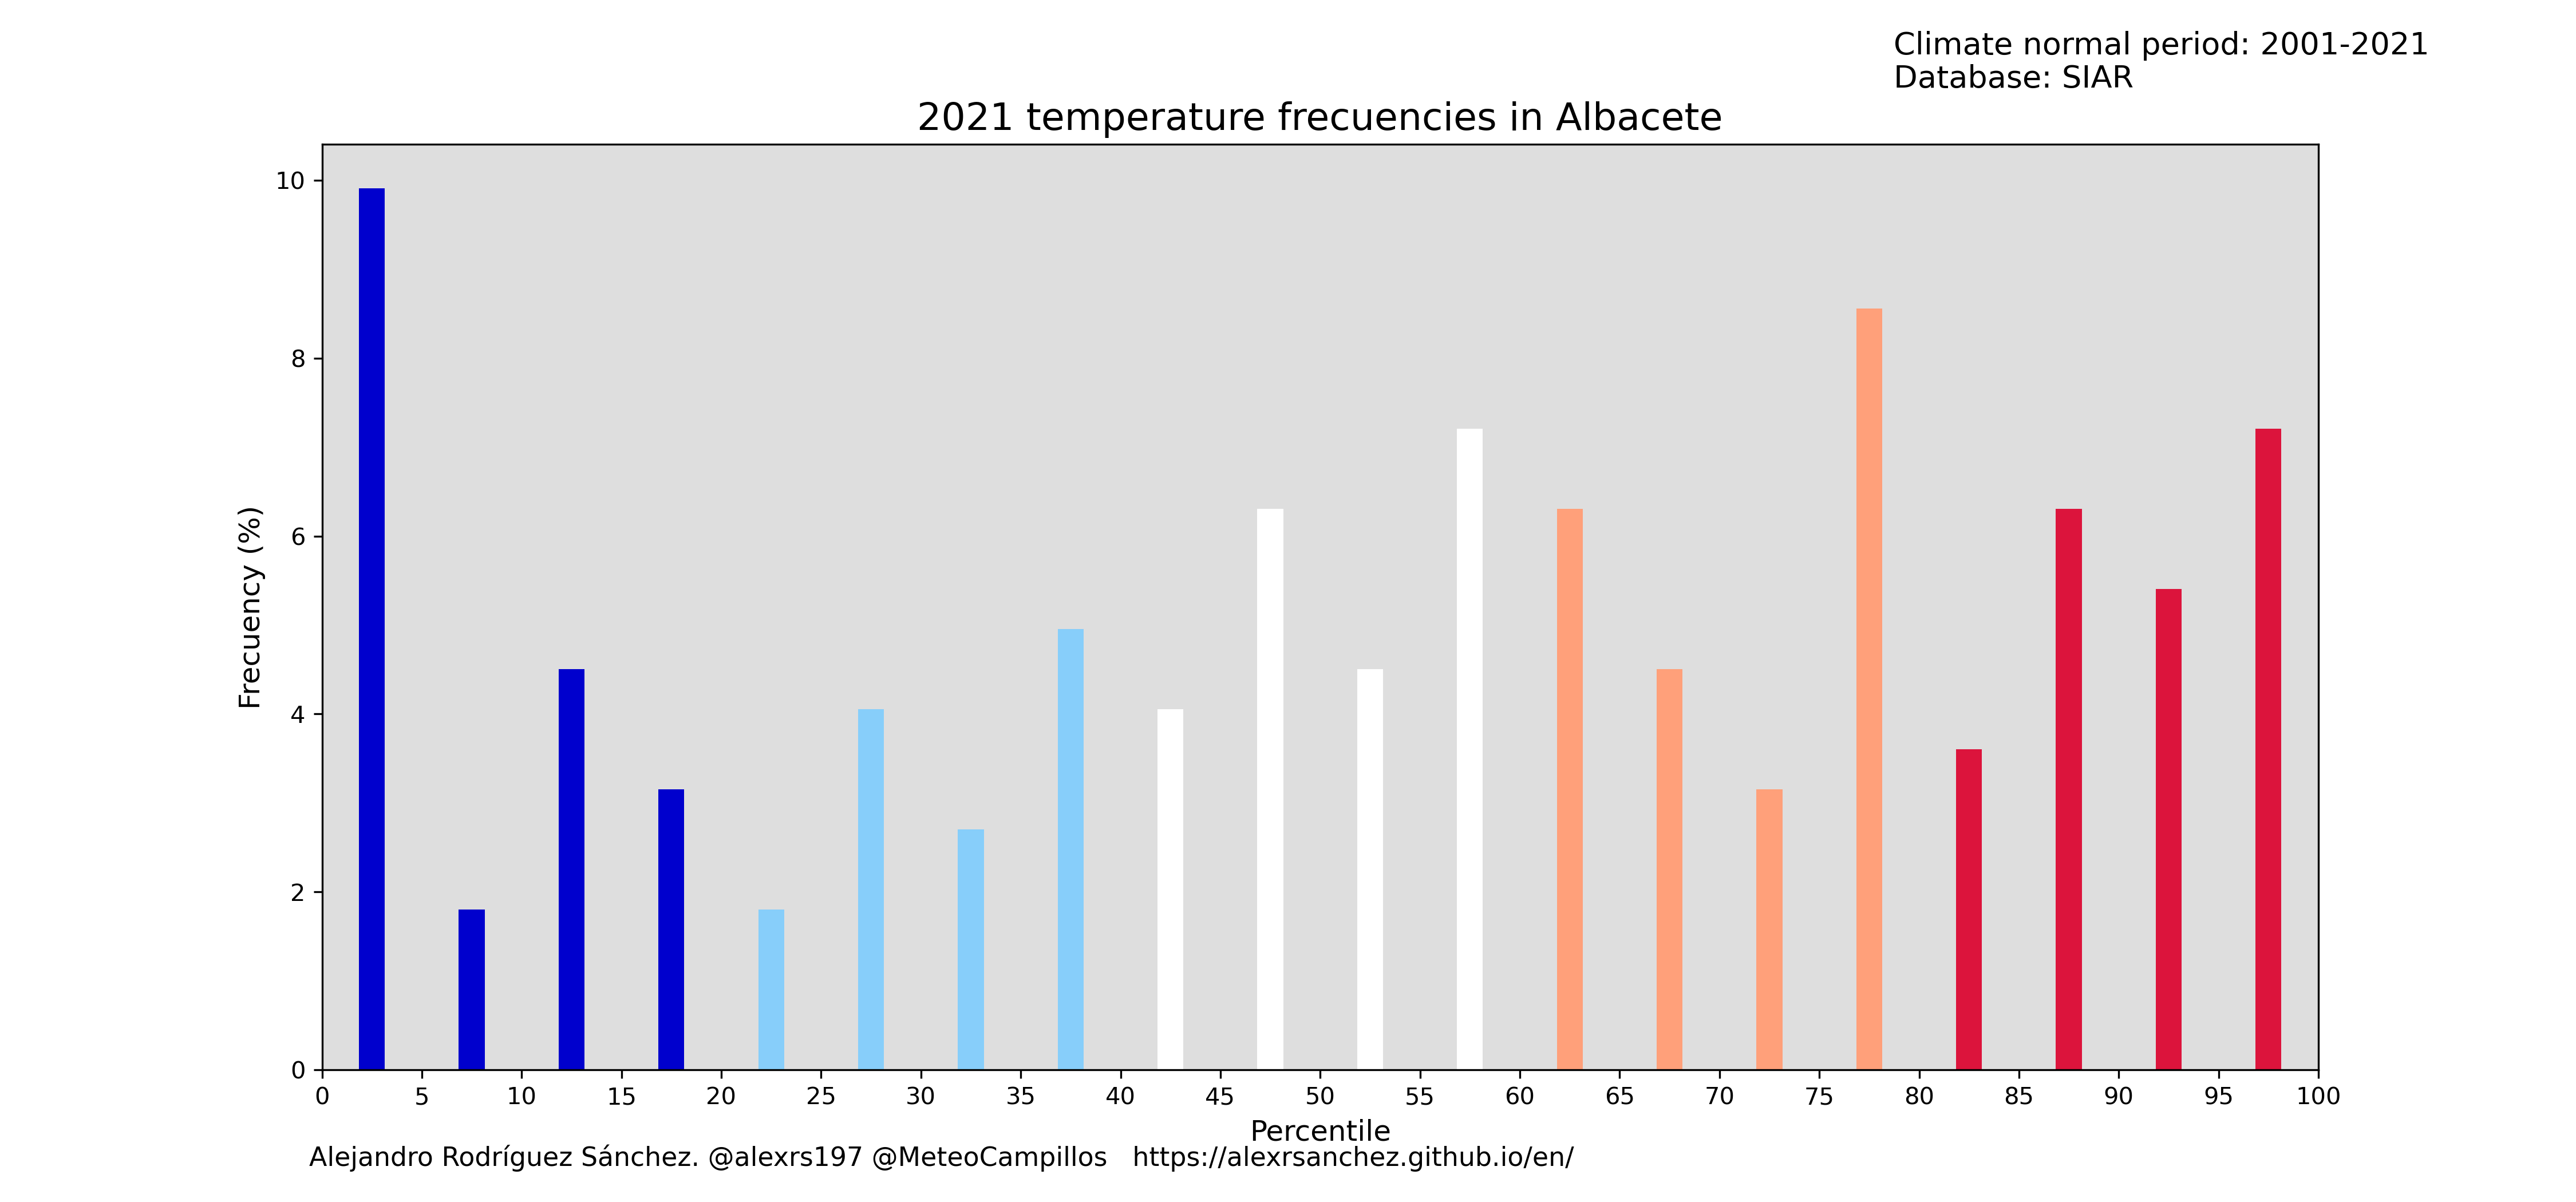 Climate normal period: 2001-2021
Database: SIAR
2021 temperature frecuencies in Albacete
Frecuency (%)
10
8
6
4
2
0
0 5 10 15 20 25 30 35 40 45 50 55 60 65 70 75 80 85 90 95 100
Percentile
Alejandro Rodríguez Sánchez. @alexrs197 @MeteoCampillos https://alexrsanchez.github.io/en/